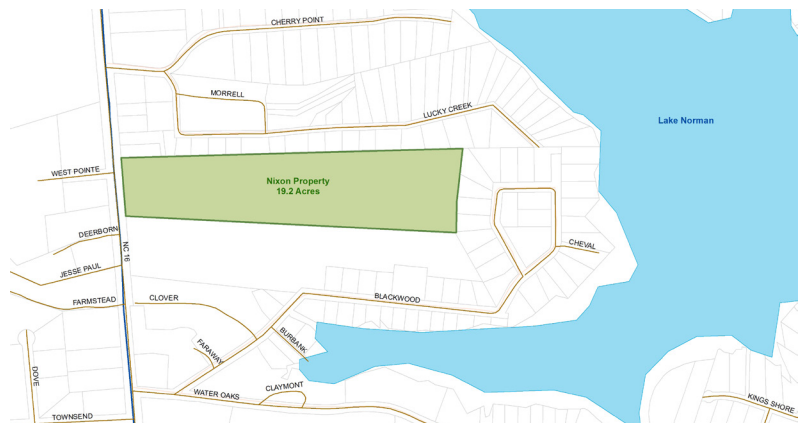 CHERRY POINT
MORRELL
LUCKY CREEK
Lake Norman
WEST POINTE
Nixon Property
19.2 Acres
DEERBORN
NC 16
CHEVAL
JESSE PAUL
FARMSTEAD
CLOVER
BLACKWOOD
BURBANK
FARAWAY
DOVE
CLAYMONT
WATER OAKS
KINGS SHORE
TOWNSEND